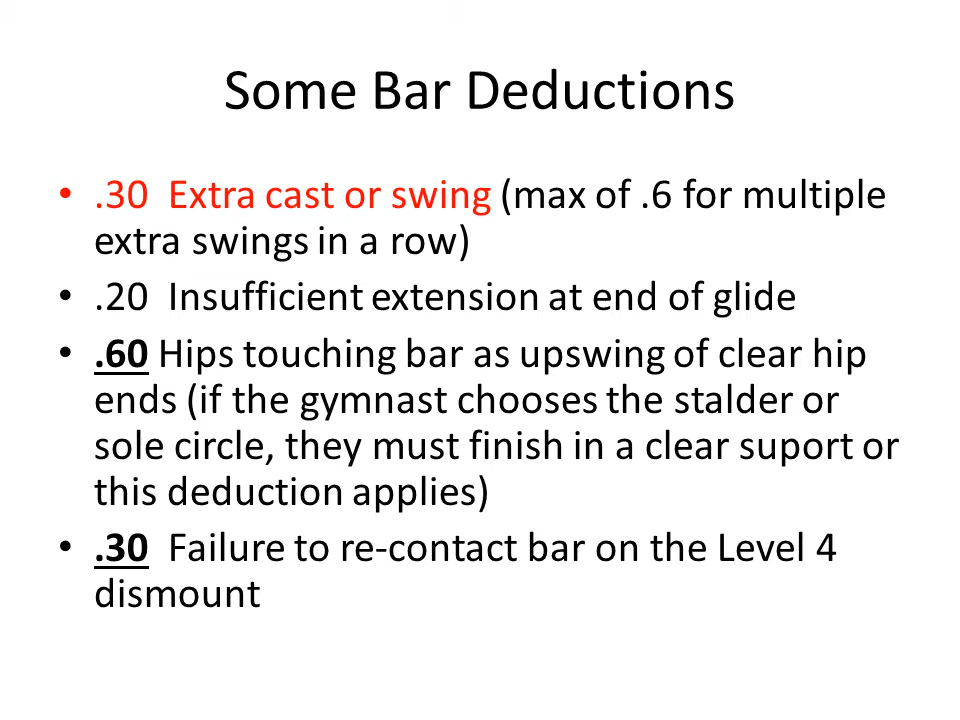 Some Bar Deductions
• .30 Extra cast or swing (max of .6 for multiple
extra swings in a row)
• .20 Insufficient extension at end of glide
• .60 Hips touching bar as upswing of clear hip
ends (if the gymnast chooses the stalder or
sole circle, they must finish in a clear suport or
this deduction applies)
• .30 Failure to re-contact bar on the Level 4
dismount